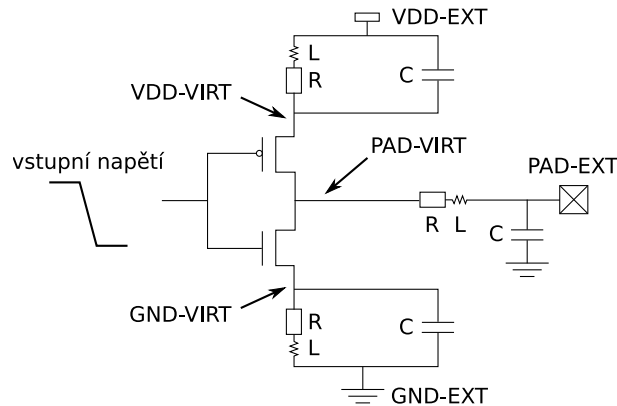 VDD-EXT
L
R
C
VDD-VIRT
PAD-VIRT
vstupní napětí
PAD-EXT
R
L
C
GND-VIRT
R
L
C
GND-EXT